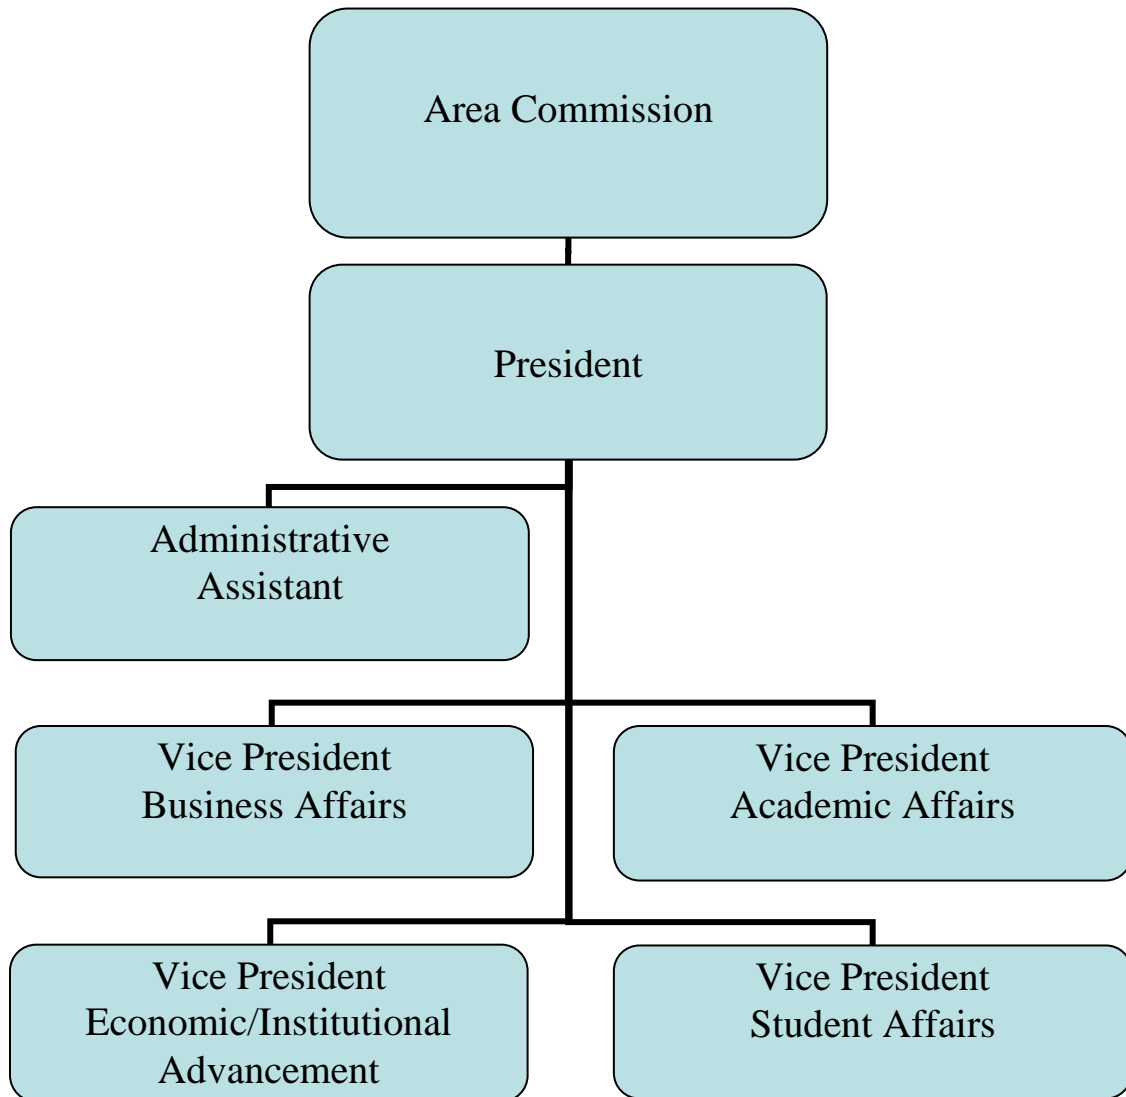 Area Commission
President
Administrative
Assistant
Vice President
Business Affairs
Vice President
Academic Affairs
Vice President
Economic/Institutional
Advancement
Vice President
Student Affairs